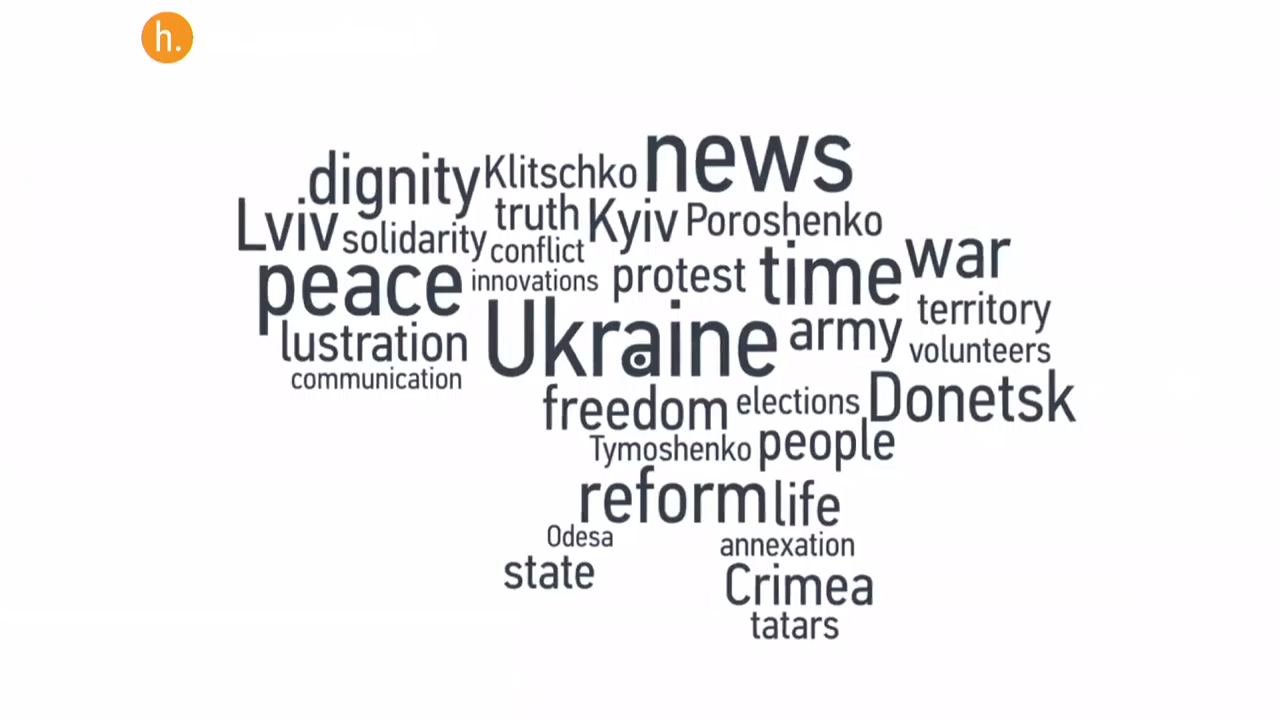 h.
news
dignity Klitschko
Lviv solidarity truth Kyiv Poroshenko
conflict
peace innovations protest time war
territory
lustration Ukraine army volunteers
communication
freedom elections Donetsk
Tymoshenko people
reform life
Odesa annexation
state Crimea
tatars